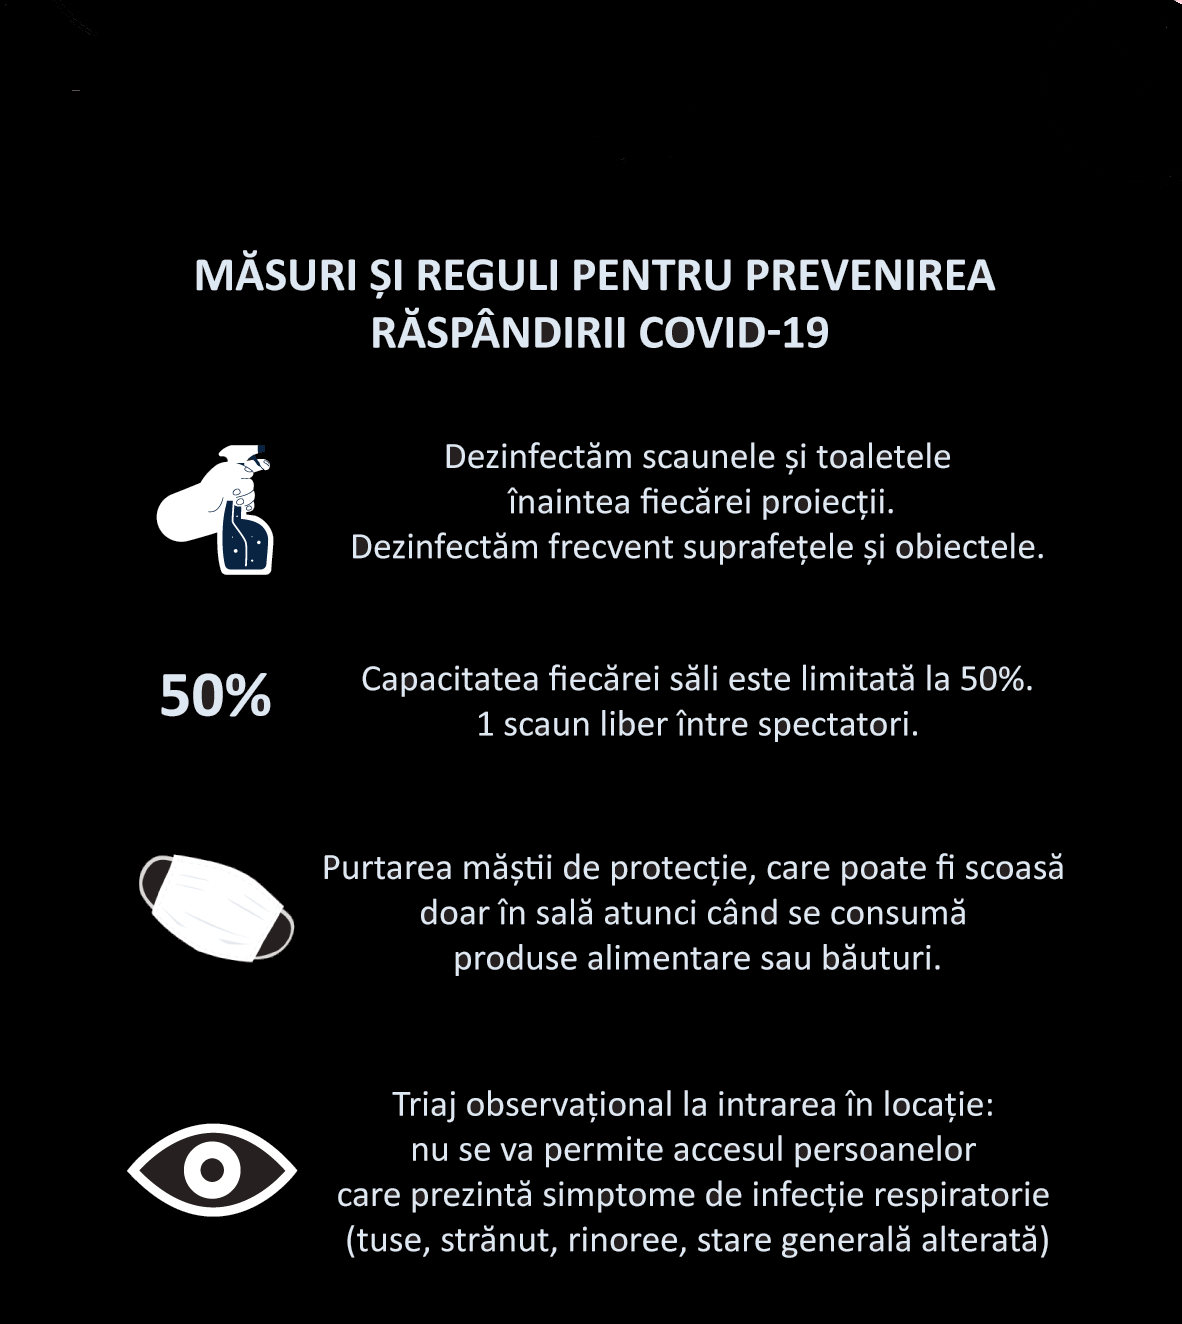 MĂSURI ȘI REGULI PENTRU PREVENIREA
RĂSPÂNDIRII COVID-19
Dezinfectăm scaunele și toaletele
înaintea fiecărei proiecții.
Dezinfectăm frecvent suprafețele și obiectele.
50%
Capacitatea fiecărei săli este limitată la 50%.
1 scaun liber între spectatori.
Purtarea măștii de protecție, care poate fi scoasă
doar în sală atunci când se consumă
produse alimentare sau băuturi.
Triaj observațional la intrarea în locație:
nu se va permite accesul persoanelor
care prezintă simptome de infecție respiratorie
(tuse, strănut, rinoree, stare generală alterată)